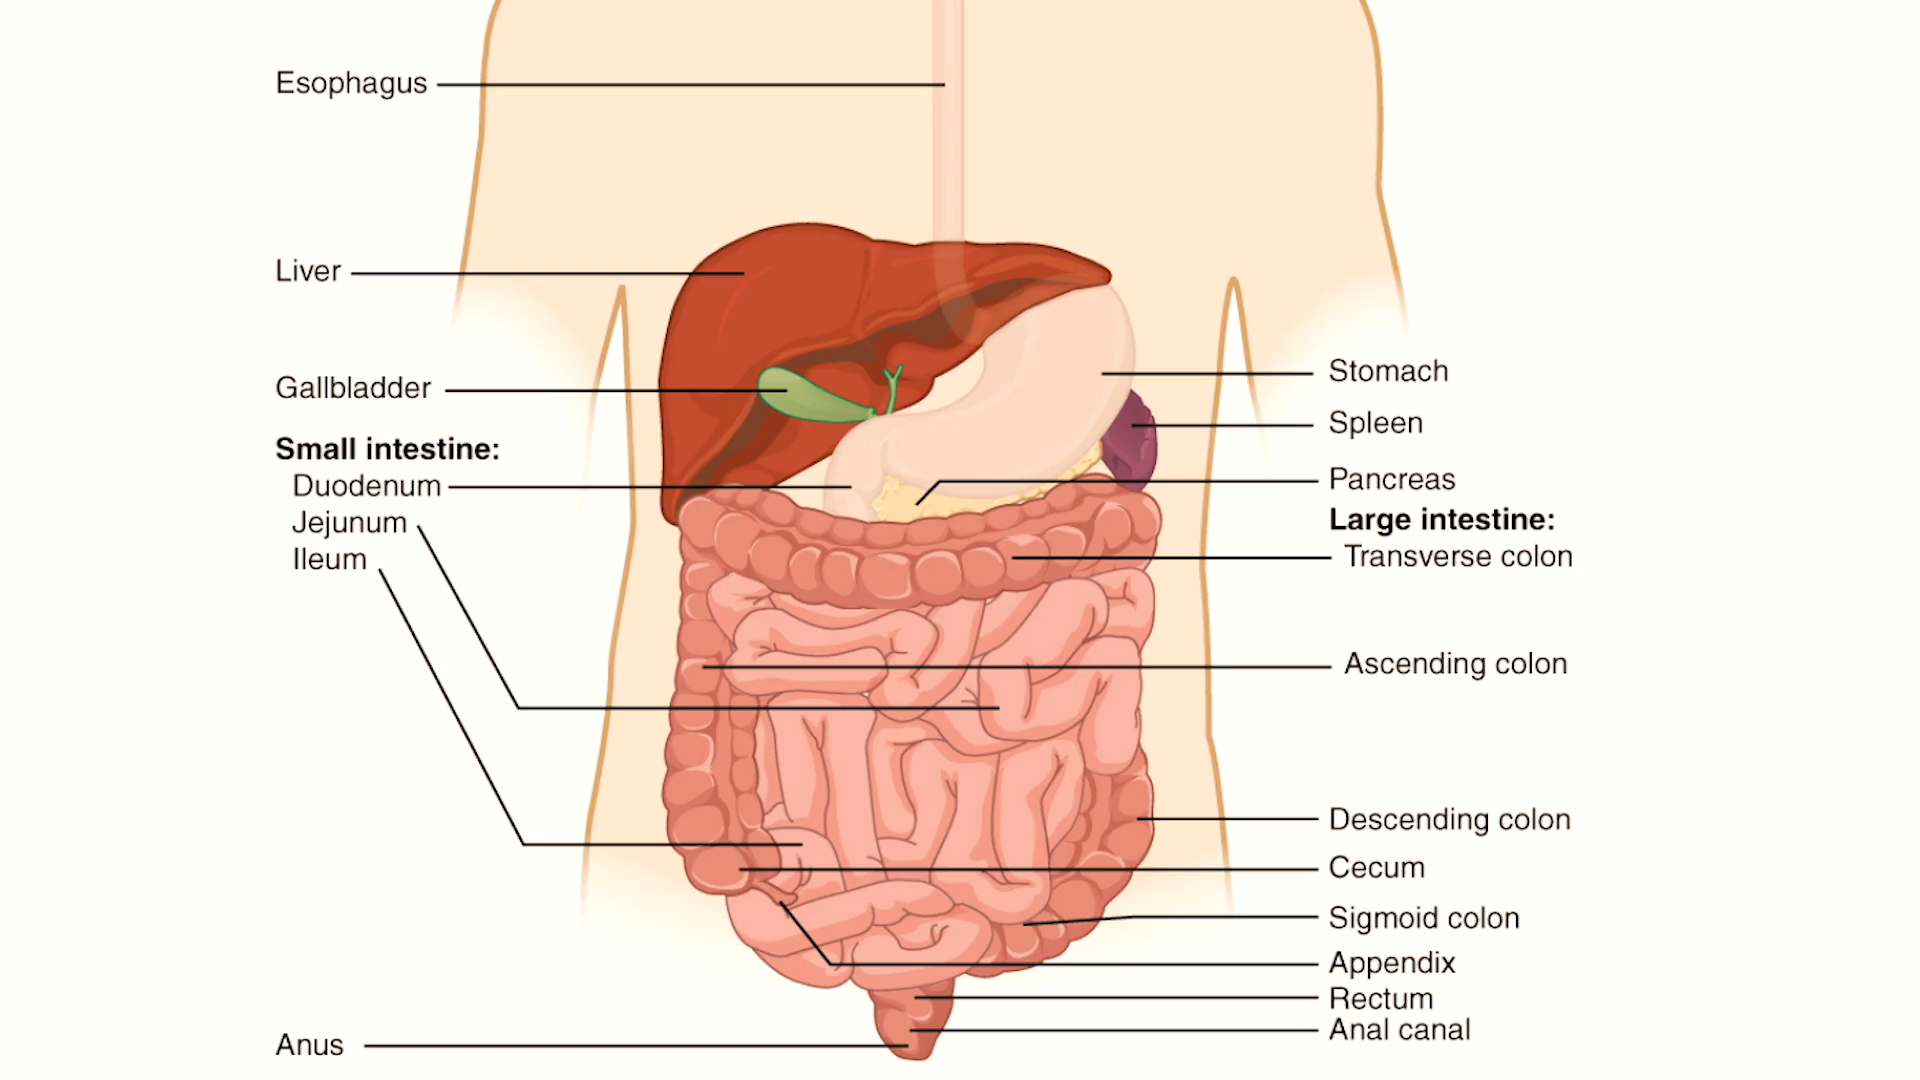 Esophagus
Liver
Gallbladder
Small intestine:
Duodenum
Jejunum
Ileum
Anus
Stomach
Spleen
Pancreas
Large intestine:
Transverse colon
Ascending colon
Descending colon
Cecum
Sigmoid colon
Appendix
Rectum
Anal canal